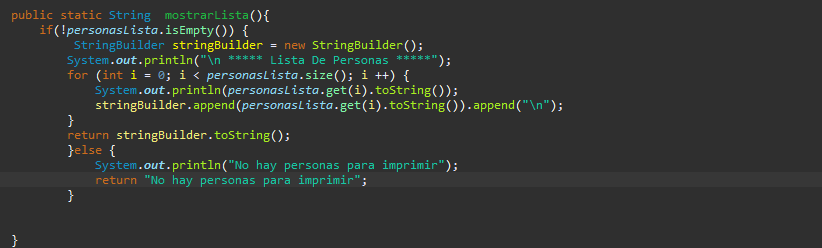 public static String  mostrarLista(){
    if(!personasLista.isEmpty()) {
         StringBuilder stringBuilder = new StringBuilder();
        System.out.println("\n ***** Lista De Personas *****");
        for (int i = 0; i < personasLista.size(); i ++) {
            System.out.println(personasLista.get(i).toString());
            stringBuilder.append(personasLista.get(i).toString()).append("\n");
        }
        return stringBuilder.toString();
        }else {
            System.out.println("No hay personas para imprimir");
            return "No hay personas para imprimir";
        }
}